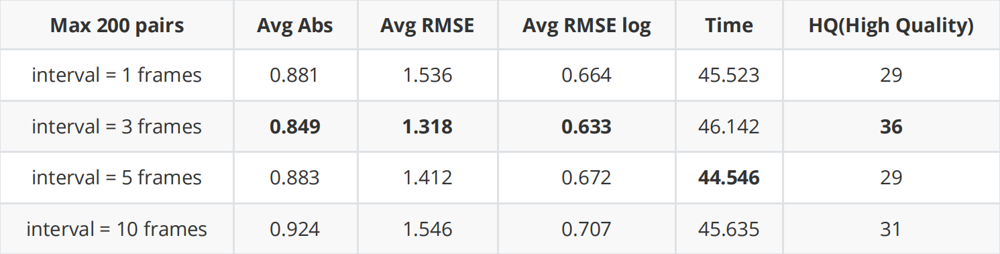 Max 200 pairs Avg Abs Avg RMSE Avg RMSE log Time HQ(High Quality)
interval = 1 frames 0.881 1.536 0.664 45.523 29
interval = 3 frames 0.849 1.318 0.633 46.142 36
interval = 5 frames 0.883 1.412 0.672 44.546 29
interval = 10 frames 0.924 1.546 0.707 45.635 31